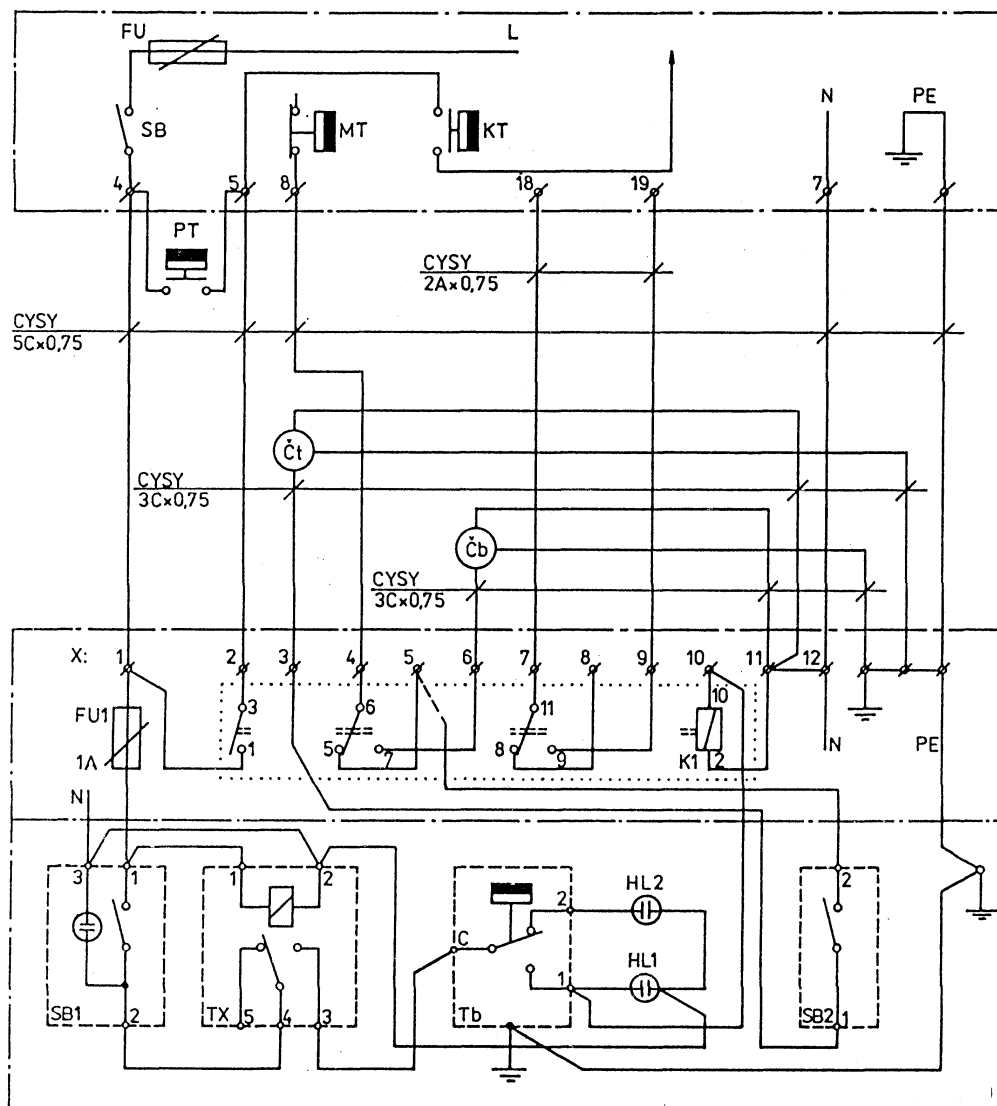 FU L
N PE
SB MT KT
4 5 8 18 19 7
PT
CYSY
2A×0,75
CYSY
5C×0,75
Čt
CYSY
3C×0,75
Čb
CYSY
3C×0,75
X: 1 2 3 4 5 6 7 8 9 10 11 12
3 6 11 10
FU1
1A
1 5 7 8 9 K1 2
N PE
N
3 1 1 2 2 HL2 2
C
1 HL1
SB1 2 TX 5 4 3 Tb SB2 1